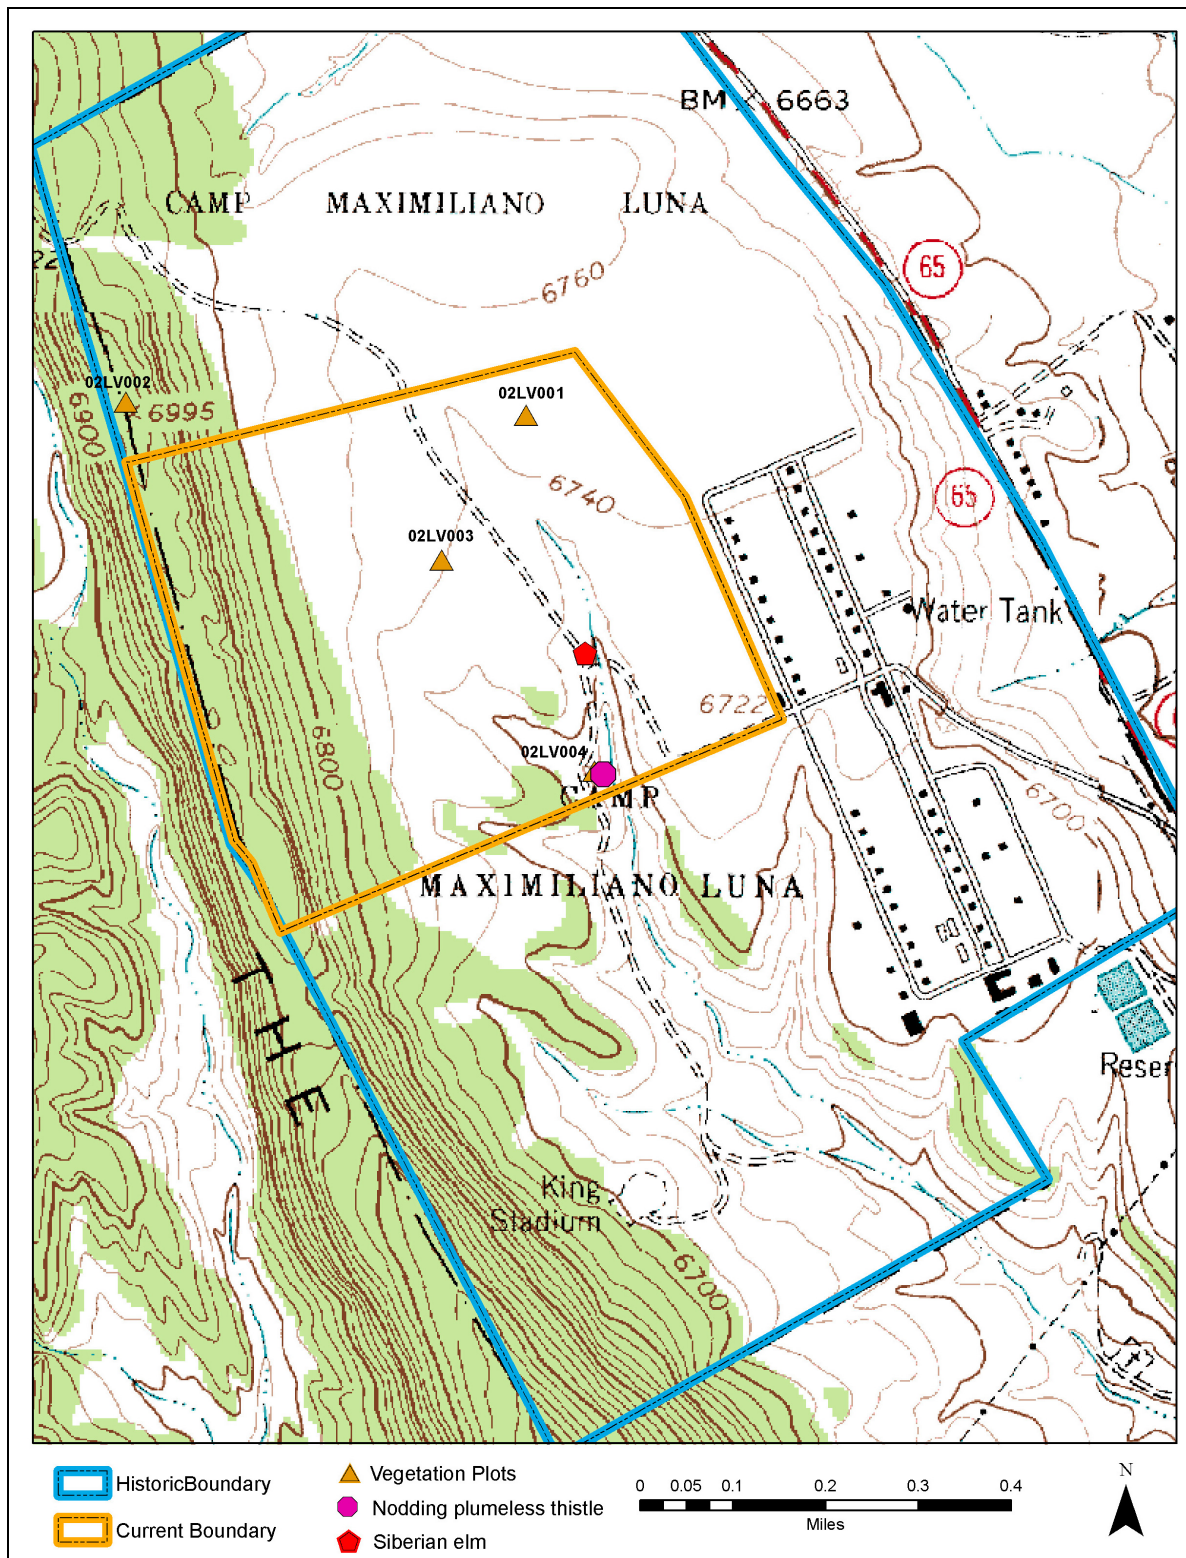 BM 6663
CAMP MAXIMILIANO LUNA
65
22
6760
02LV002
02LV001
6900
6995
6740
65
02LV003
Water Tank
6722
6800
02LV004
CAMP
6700
MAXIMILIANO LUNA
THE
Reser
King
Stadium
6700
HistoricBoundary
Current Boundary
Vegetation Plots
Nodding plumeless thistle
Siberian elm
0 0.05 0.1 0.2 0.3 0.4
Miles
N